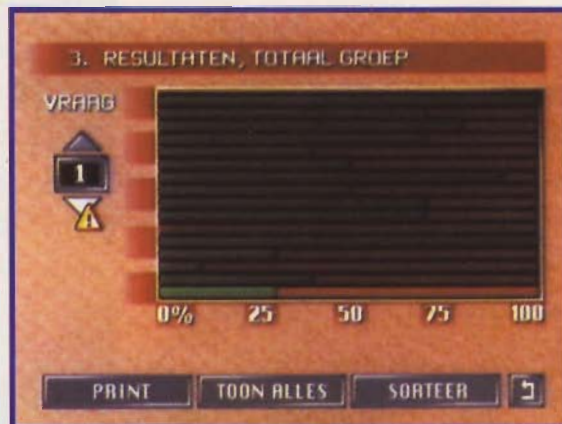 3. RESULTATEN, TOTAAL GROEP
VRAAG
1
0% 25 50 75 100
PRINT TOON ALLES SORTEER